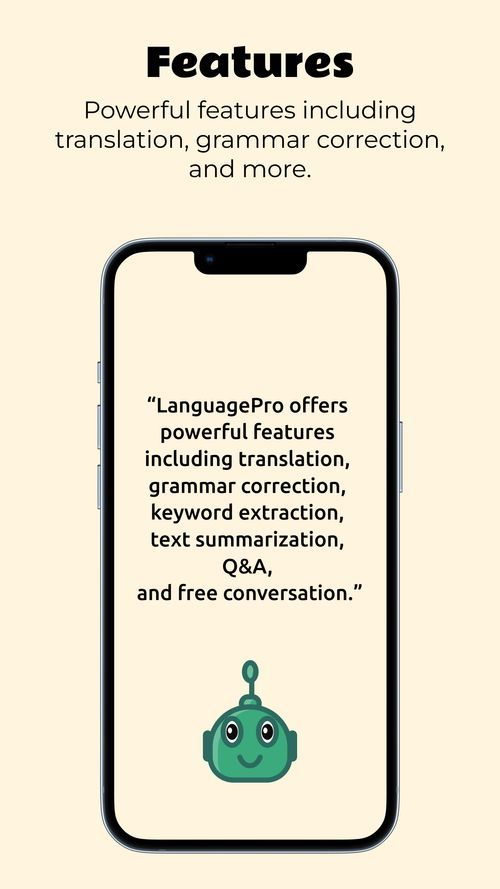 Features
Powerful features including
translation, grammar correction,
and more.
“LanguagePro offers
powerful features
including translation,
grammar correction,
keyword extraction,
text summarization,
Q&A,
and free conversation.”